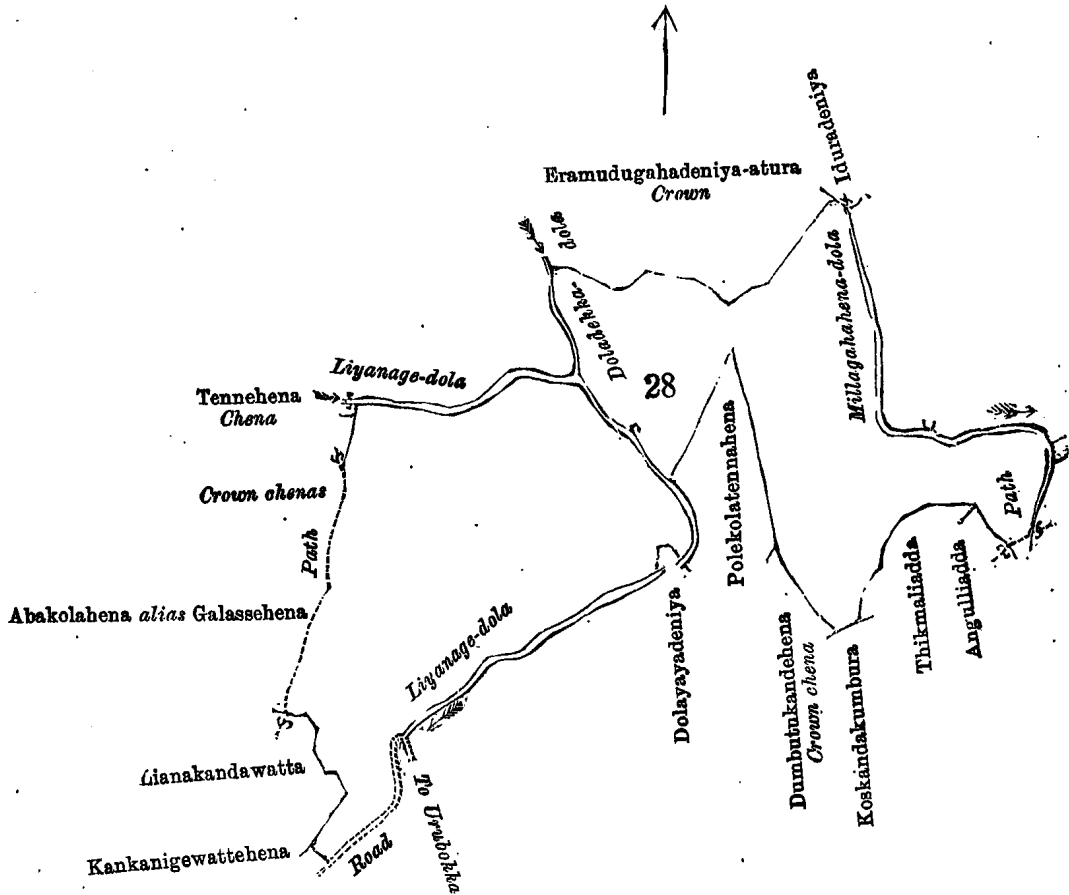 Iduradeniya
Eramudugahadeniya-atura
Crown
Doladekka-
dola
Millagahahena-dola
Liyanage-dola
Tennehena
Chena
28
Polekolatennahena
Crown chenas
Path
Path
Abakolahena alias Galassehena
Liyanage-dola
Dolayayadeniya
Dumbutukandehena
Crown chena
Koskandakumbura
Thikmaliadda
Angulliadda
Lianakandawatta
To Urubokka
Road
Kankanigewattehena